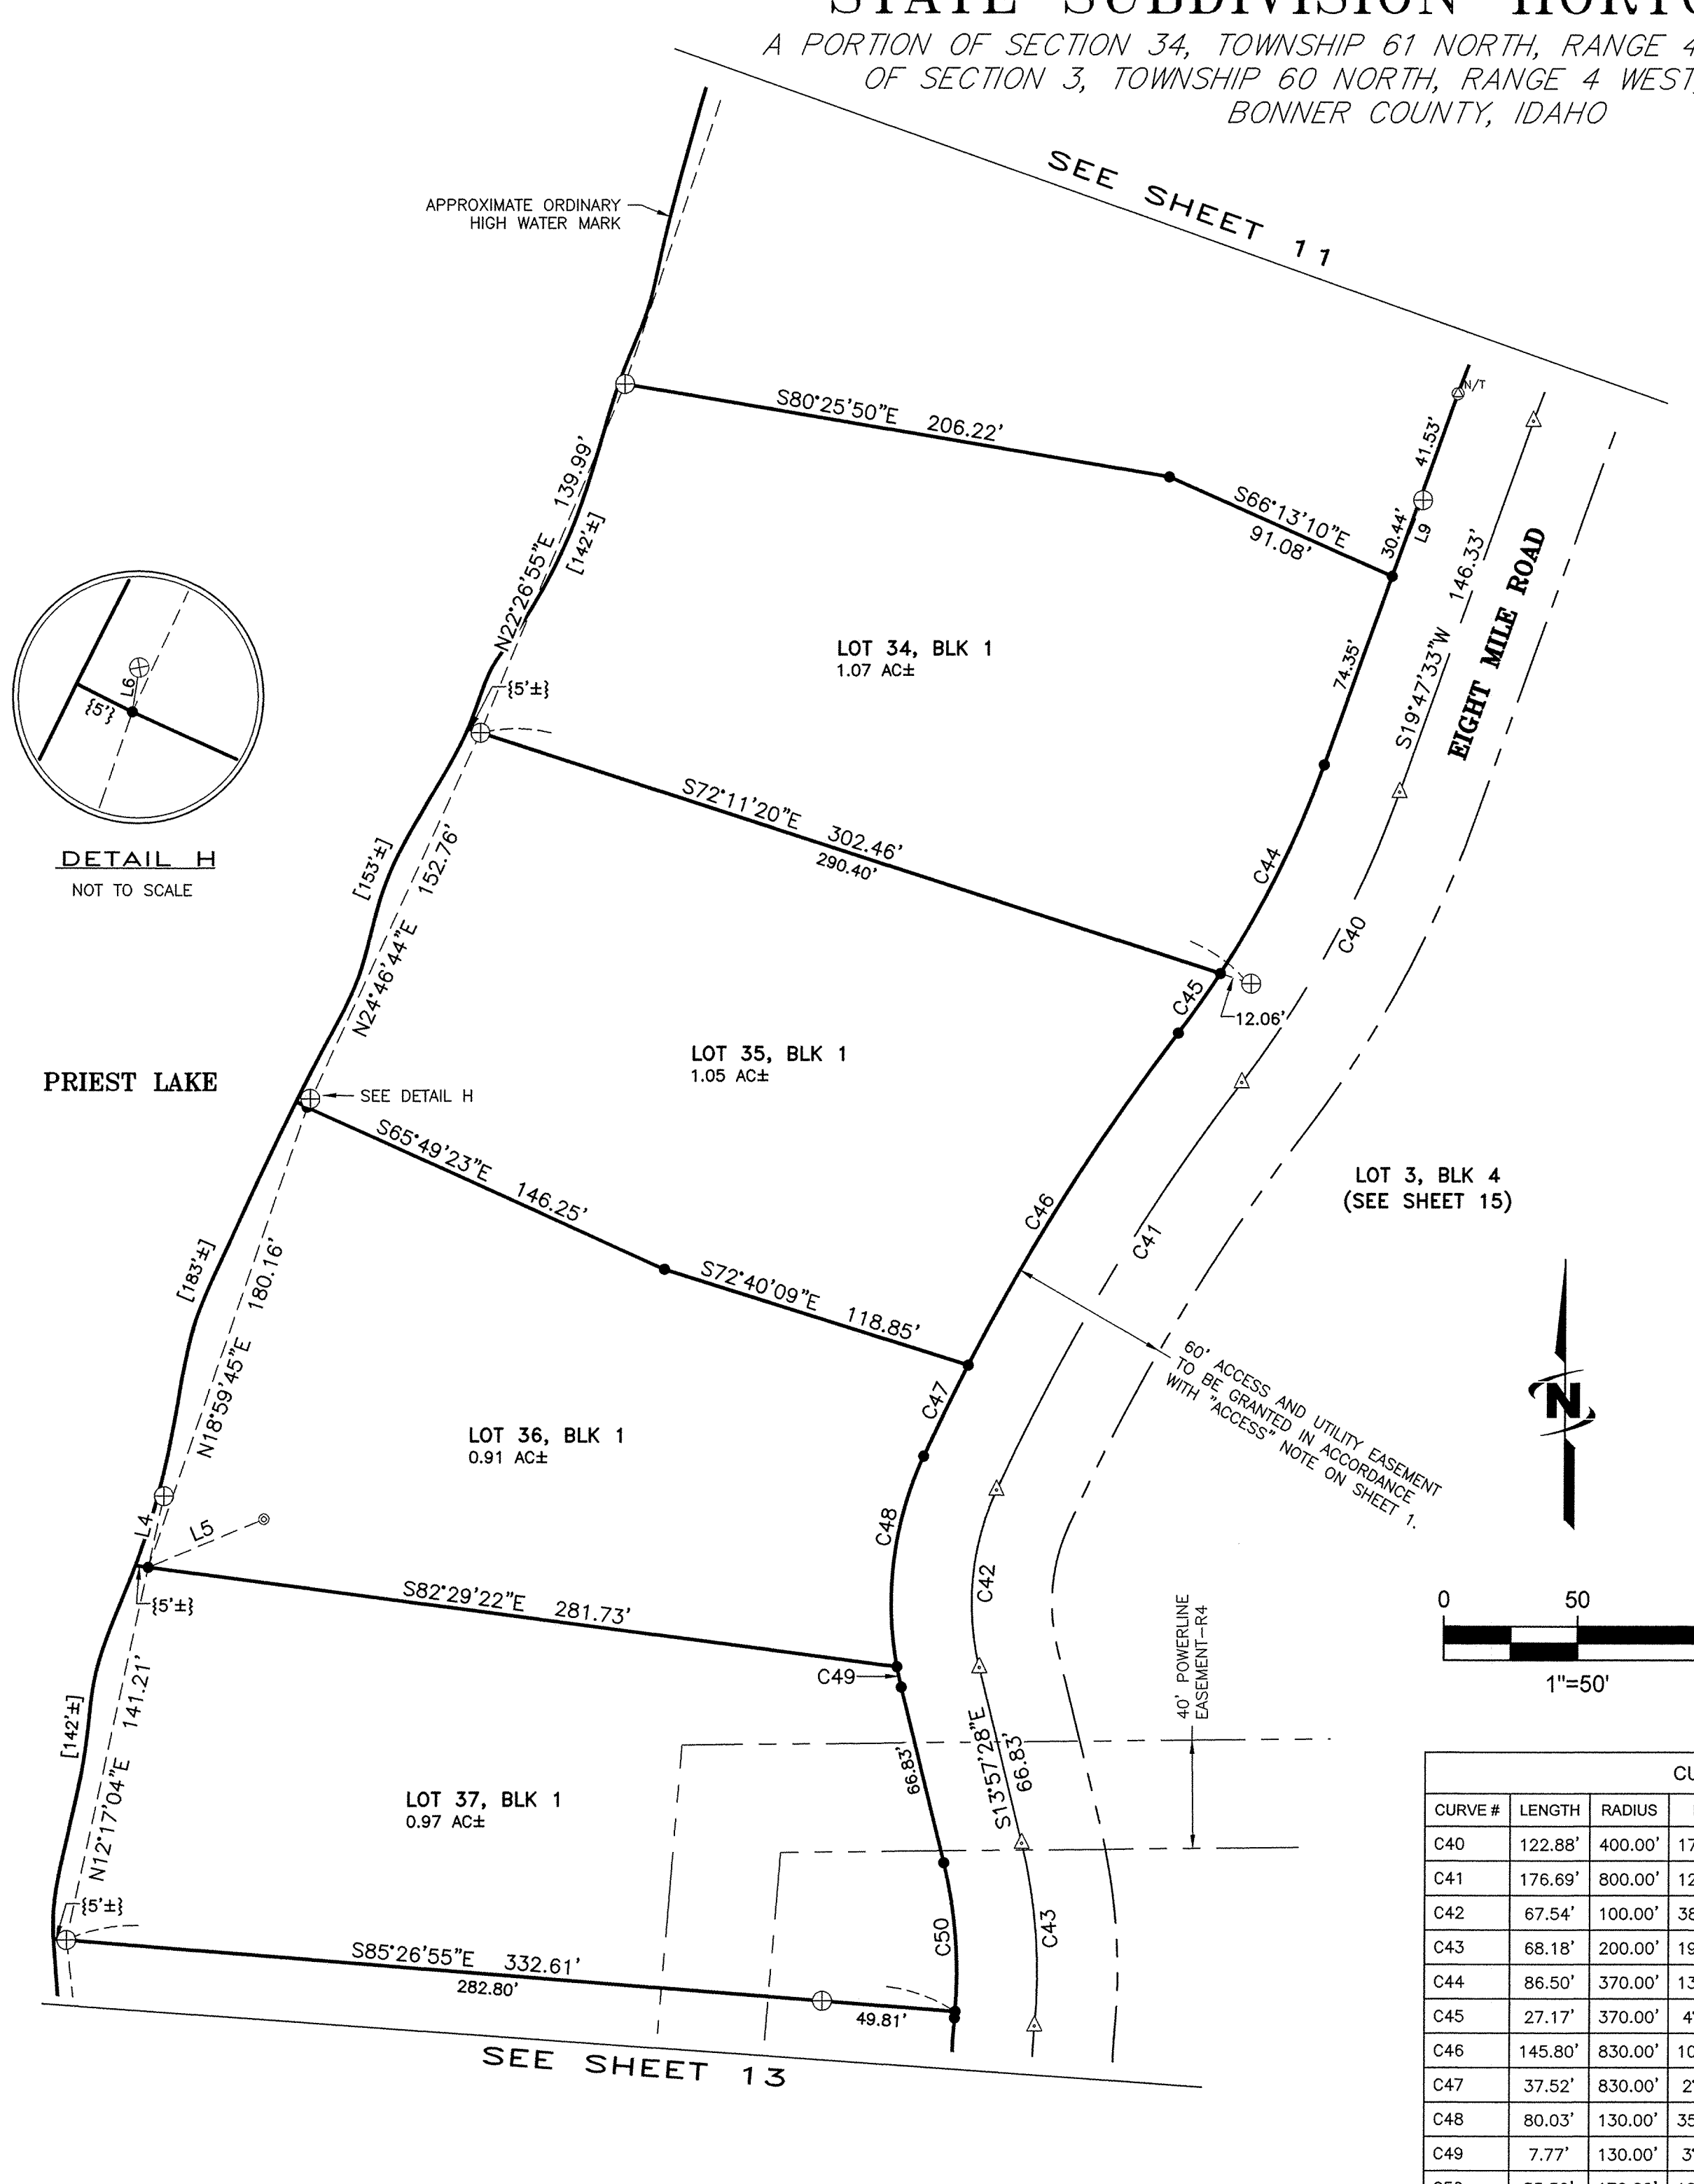 A PORTION OF SECTION 34, TOWNSHIP 61 NORTH, RANGE 4
OF SECTION 3, TOWNSHIP 60 NORTH, RANGE 4 WEST,
BONNER COUNTY, IDAHO
SEE SHEET 11
APPROXIMATE ORDINARY
HIGH WATER MARK
N/T
S80°25'50"E 206.22'
41.53'
S66°13'10"E
91.08'
30.44'
L9
N22°26'55"E 139.99'
[142'±]
S19°47'33"W 146.33'
EIGHT MILE ROAD
LOT 34, BLK 1
1.07 AC±
74.35'
L6
{5'}
DETAIL H
NOT TO SCALE
{5'±}
S72°11'20"E 302.46'
290.40'
[153'±]
N24°46'44"E 152.76'
C44
C40
C45
12.06'
LOT 35, BLK 1
1.05 AC±
PRIEST LAKE
SEE DETAIL H
S65°49'23"E 146.25'
C46
C41
LOT 3, BLK 4
(SEE SHEET 15)
[183'±]
N18°59'45"E 180.16'
S72°40'09"E 118.85'
C47
60' ACCESS AND UTILITY EASEMENT
TO BE GRANTED IN ACCORDANCE
WITH "ACCESS" NOTE ON SHEET 1.
N
LOT 36, BLK 1
0.91 AC±
L4
L5
C48
C42
{5'±}
S82°29'22"E 281.73'
C49
40' POWERLINE
EASEMENT-R4
0 50
1"=50'
[142'±]
N12°17'04"E 141.21'
66.83'
S13°57'28"E
66.83'
LOT 37, BLK 1
0.97 AC±
{5'±}
C50
C43
S85°26'55"E 332.61'
282.80'
49.81'
SEE SHEET 13
CURVE # LENGTH RADIUS
C40 122.88' 400.00' 17
C41 176.69' 800.00' 12
C42 67.54' 100.00' 38
C43 68.18' 200.00' 19
C44 86.50' 370.00' 13
C45 27.17' 370.00' 4°
C46 145.80' 830.00' 10
C47 37.52' 830.00' 2°
C48 80.03' 130.00' 35
C49 7.77' 130.00' 3°